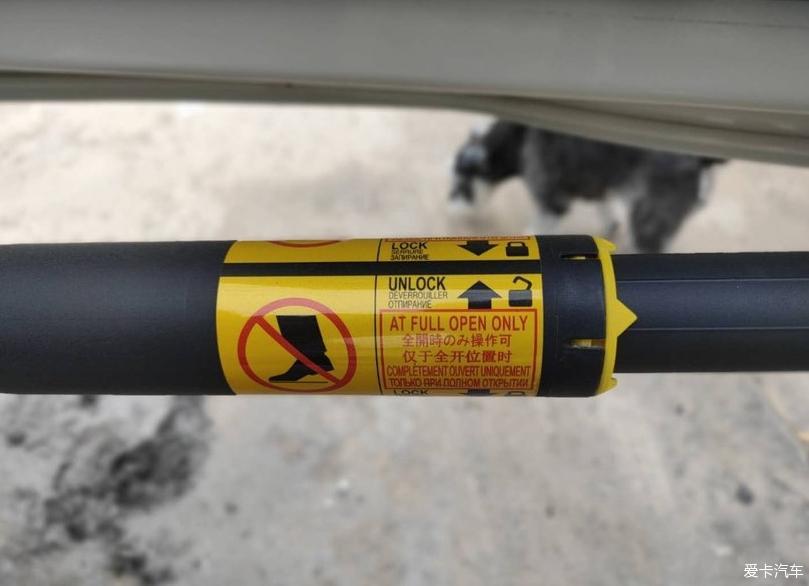 LOCK
SERRURE
ЗАПИРАНИЕ
UNLOCK
DEVERROUILLER
ОТПИРАНИЕ
AT FULL OPEN ONLY
全開時のみ操作可
仅于全开位置时
COMPLETEMENT OUVERT UNIQUEMENT
ТОЛЬКО ПРИ ПОЛНОМ ОТКРЫТИИ
LOCK
爱卡汽车